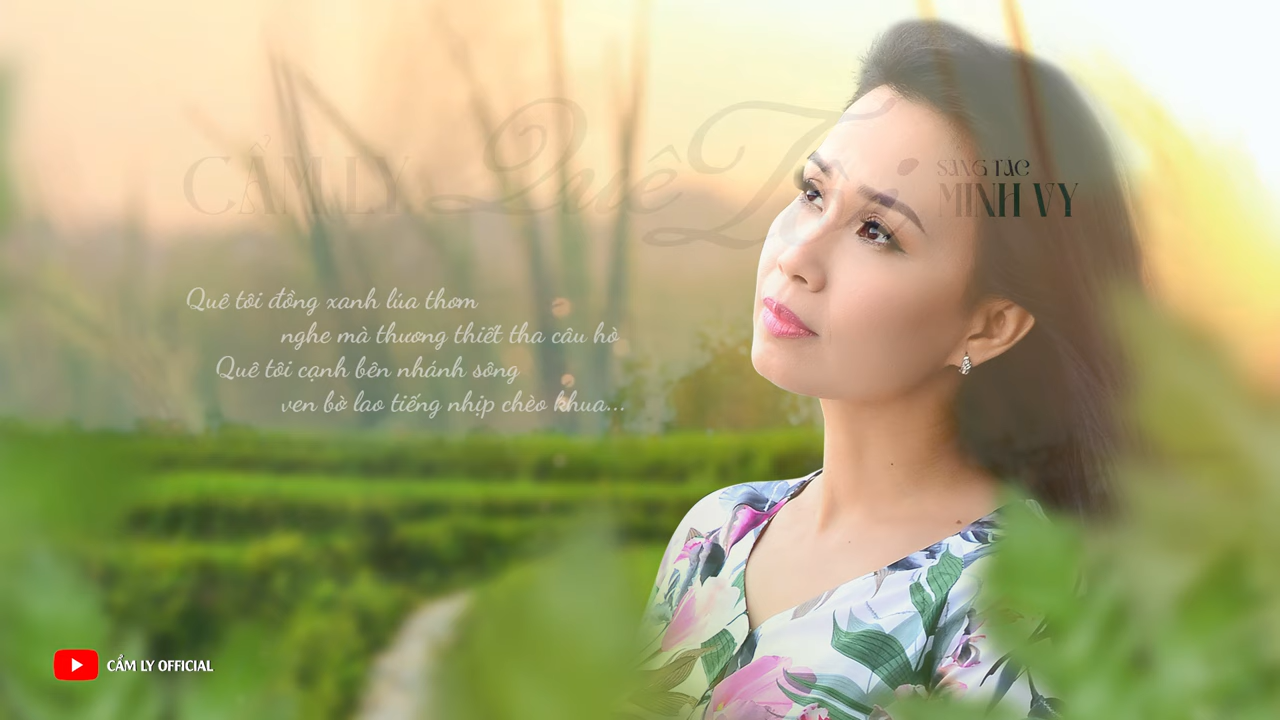 CẨM LY Quê Tôi SÁNG TÁC
MINH VY
Quê tôi đồng xanh lúa thơm
nghe mà thương thiết tha câu hò
Quê tôi cạnh bên nhánh sông
ven bờ lao tiếng nhịp chèo khua...
CẨM LY OFFICIAL